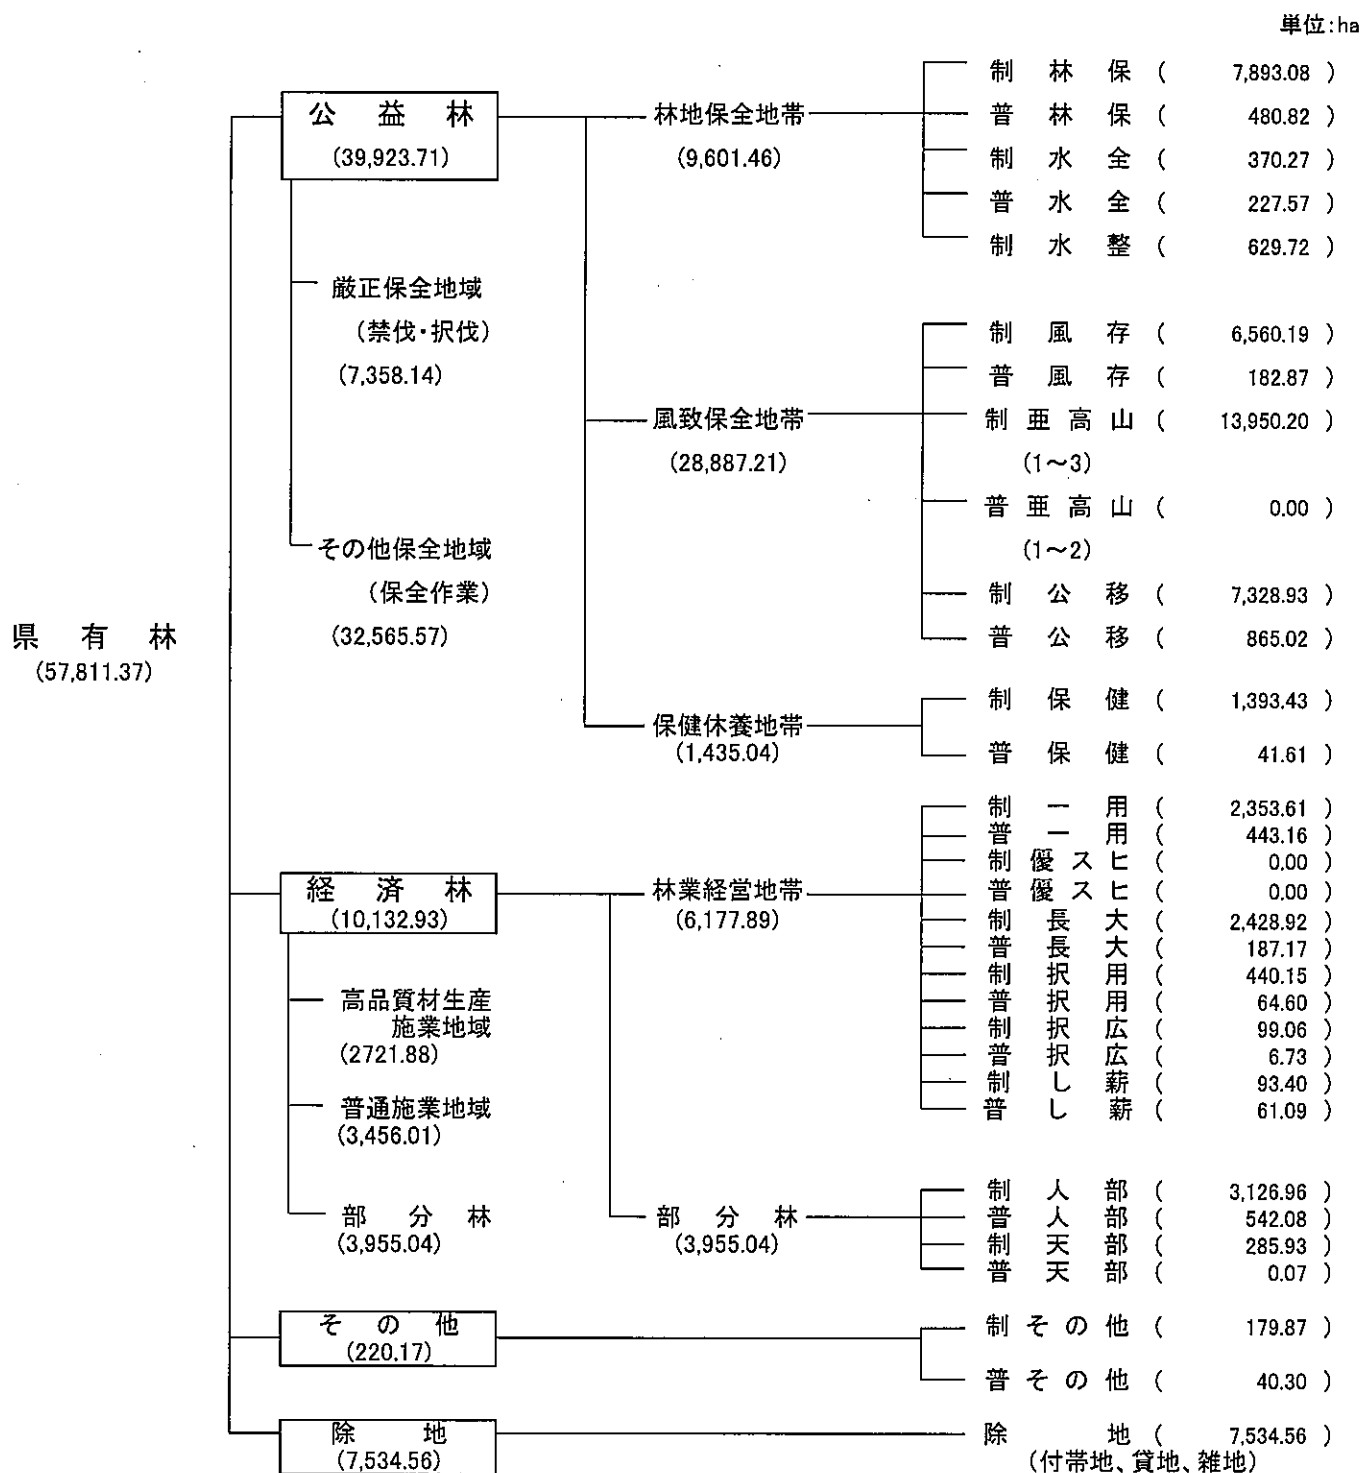 単位:ha
県 有 林
(57,811.37)
公 益 林
(39,923.71)
厳正保全地域
(禁伐・択伐)
(7,358.14)
その他保全地域
(保全作業)
(32,565.57)
林地保全地帯
(9,601.46)
制 林 保 ( 7,893.08 )
普 林 保 ( 480.82 )
制 水 全 ( 370.27 )
普 水 全 ( 227.57 )
制 水 整 ( 629.72 )
風致保全地帯
(28,887.21)
制 風 存 ( 6,560.19 )
普 風 存 ( 182.87 )
制 亜 高 山 ( 13,950.20 )
(1~3)
普 亜 高 山 ( 0.00 )
(1~2)
制 公 移 ( 7,328.93 )
普 公 移 ( 865.02 )
保健休養地帯
(1,435.04)
制 保 健 ( 1,393.43 )
普 保 健 ( 41.61 )
経 済 林
(10,132.93)
高品質材生産
施業地域
(2721.88)
普通施業地域
(3,456.01)
部 分 林
(3,955.04)
林業経営地帯
(6,177.89)
制 一 用 ( 2,353.61 )
普 一 用 ( 443.16 )
制 優 ス ヒ ( 0.00 )
普 優 ス ヒ ( 0.00 )
制 長 大 ( 2,428.92 )
普 長 大 ( 187.17 )
制 択 用 ( 440.15 )
普 択 用 ( 64.60 )
制 択 広 ( 99.06 )
普 択 広 ( 6.73 )
制 し 薪 ( 93.40 )
普 し 薪 ( 61.09 )
部 分 林
(3,955.04)
制 人 部 ( 3,126.96 )
普 人 部 ( 542.08 )
制 天 部 ( 285.93 )
普 天 部 ( 0.07 )
そ の 他
(220.17)
制 そ の 他 ( 179.87 )
普 そ の 他 ( 40.30 )
除 地
(7,534.56)
除 地 ( 7,534.56 )
(付帯地、貸地、雑地)